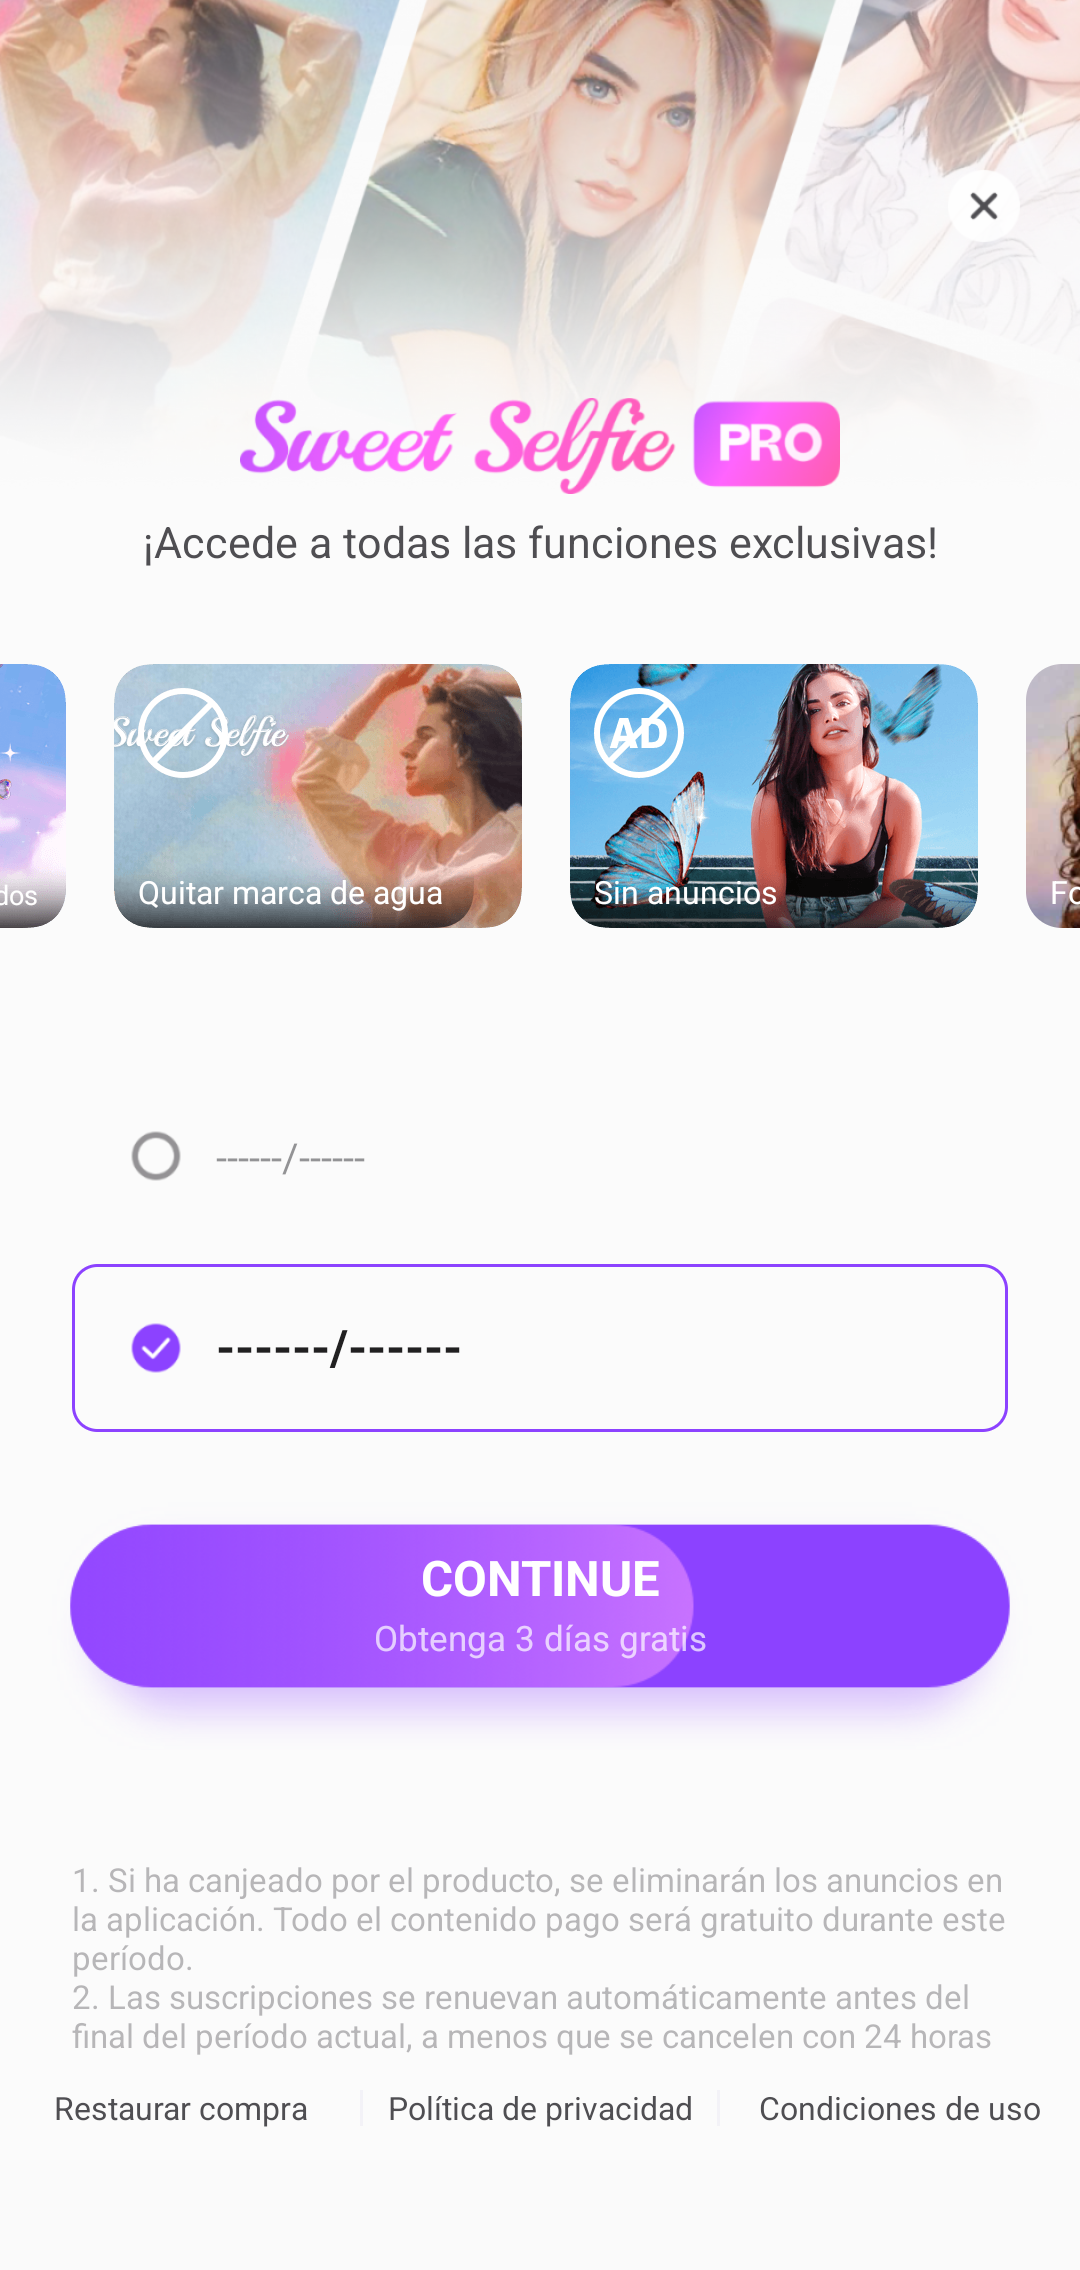 Sweet Selfie PRO
¡Accede a todas las funciones exclusivas!
Sweet Selfie
AD
dos
Quitar marca de agua
Sin anuncios
Fo
------/------
------/------
CONTINUE
Obtenga 3 días gratis
1. Si ha canjeado por el producto, se eliminarán los anuncios en
la aplicación. Todo el contenido pago será gratuito durante este
período.
2. Las suscripciones se renuevan automáticamente antes del
final del período actual, a menos que se cancelen con 24 horas
Restaurar compra
Política de privacidad
Condiciones de uso